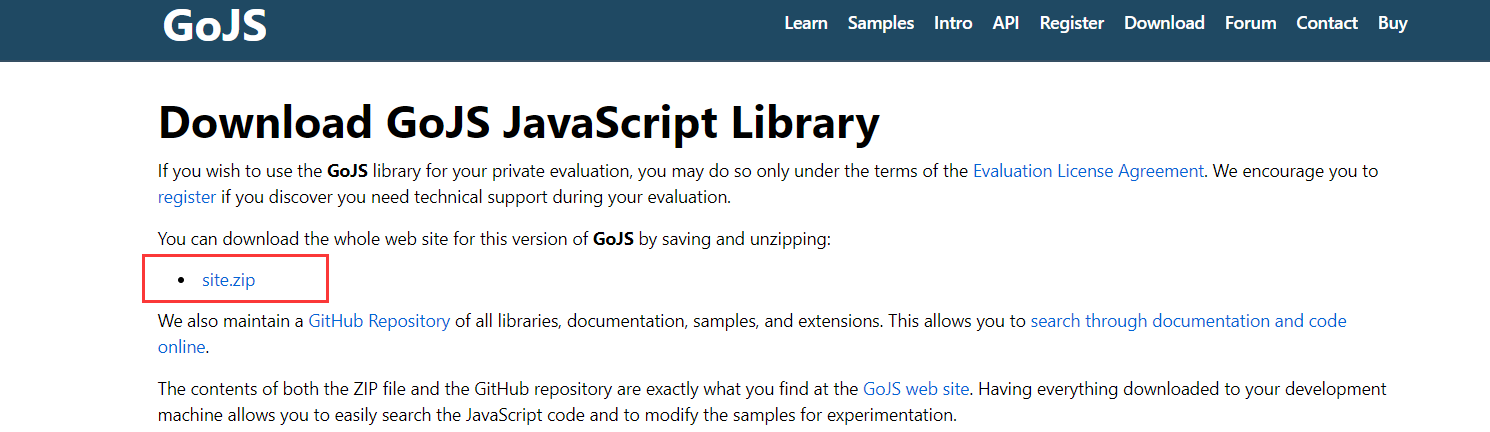 GoJS
Learn Samples Intro API Register Download Forum Contact Buy
Download GoJS JavaScript Library
If you wish to use the GoJS library for your private evaluation, you may do so only under the terms of the Evaluation License Agreement. We encourage you to
register if you discover you need technical support during your evaluation.
You can download the whole web site for this version of GoJS by saving and unzipping:
• site.zip
We also maintain a GitHub Repository of all libraries, documentation, samples, and extensions. This allows you to search through documentation and code
online.
The contents of both the ZIP file and the GitHub repository are exactly what you find at the GoJS web site. Having everything downloaded to your development
machine allows you to easily search the JavaScript code and to modify the samples for experimentation.